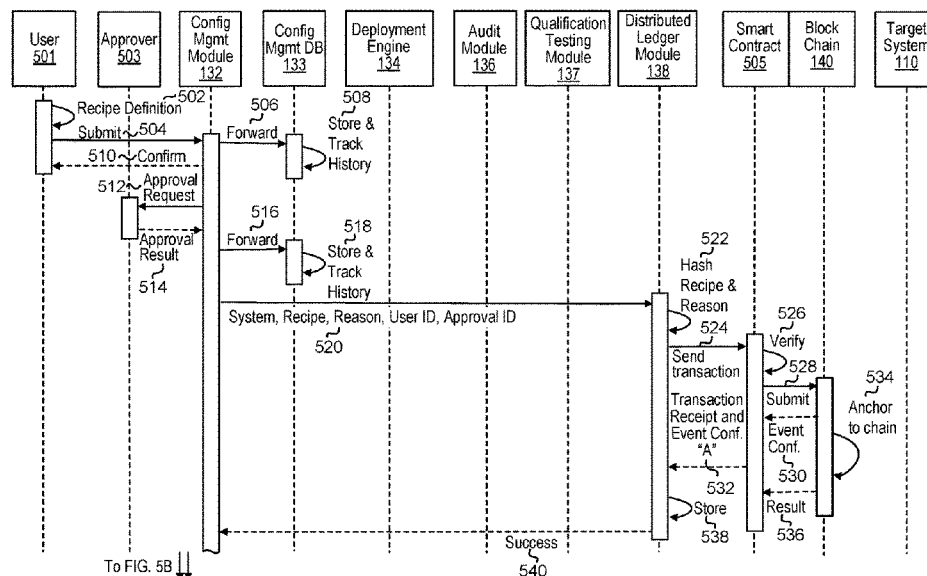 User
501
Approver
503
Config
Mgmt
Module
132
Config
Mgmt DB
133
Deployment
Engine
134
Audit
Module
136
Qualification
Testing
Module
137
Distributed
Ledger
Module
138
Smart
Contract
505
Block
Chain
140
Target
System
110
502
Recipe Definition
Submit 504
506
Forward
508
Store &
Track
History
510 Confirm
512 Approval
Request
Approval
Result
514
516
Forward
518
Store &
Track
History
System, Recipe, Reason, User ID, Approval ID
520
522
Hash
Recipe &
Reason
524
Send
transaction
526
Verify
528
Submit
534
Anchor
to chain
Transaction
Receipt and
Event Conf.
"A"
532
Event
Conf.
530
Store
538
Result
536
Success
540
To FIG. 5B